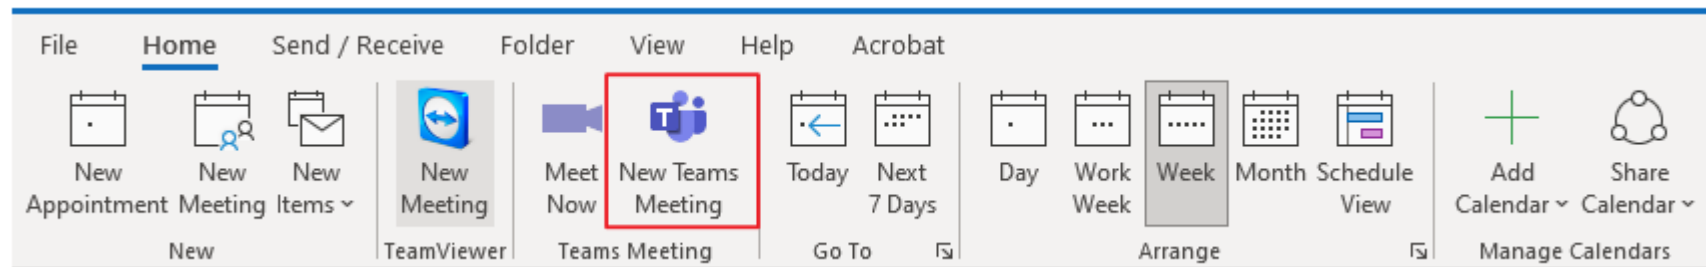 File Home Send / Receive Folder View Help Acrobat
New Appointment
New Meeting
New Items
New Meeting
Meet Now
T
New Teams Meeting
Today
Next 7 Days
Day
Work Week
Week
Month
Schedule View
Add Calendar
Share Calendar
New
TeamViewer
Teams Meeting
Go To
Arrange
Manage Calendars